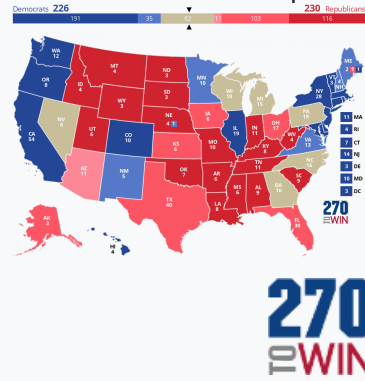 Democrats 226
230 Republicans
191 35 82 11 103 116
WA
12
OR
8
CA
54
NV
6
ID
4
MT
4
WY
3
UT
6
AZ
11
CO
10
NM
5
ND
3
SD
3
NE
4 1
KS
6
OK
7
TX
40
MN
10
IA
6
MO
10
AR
6
LA
8
WI
10
IL
19
MI
15
IN
11
OH
17
KY
8
TN
11
MS
6
AL
9
GA
16
FL
30
SC
9
NC
16
VA
13
WV
4
PA
19
NY
28
VT
3
NH
ME
2 1 1
AK
3
HI
4
11 MA
4 RI
7 CT
14 NJ
3 DE
10 MD
3 DC
270
TO WIN
270
TO WIN